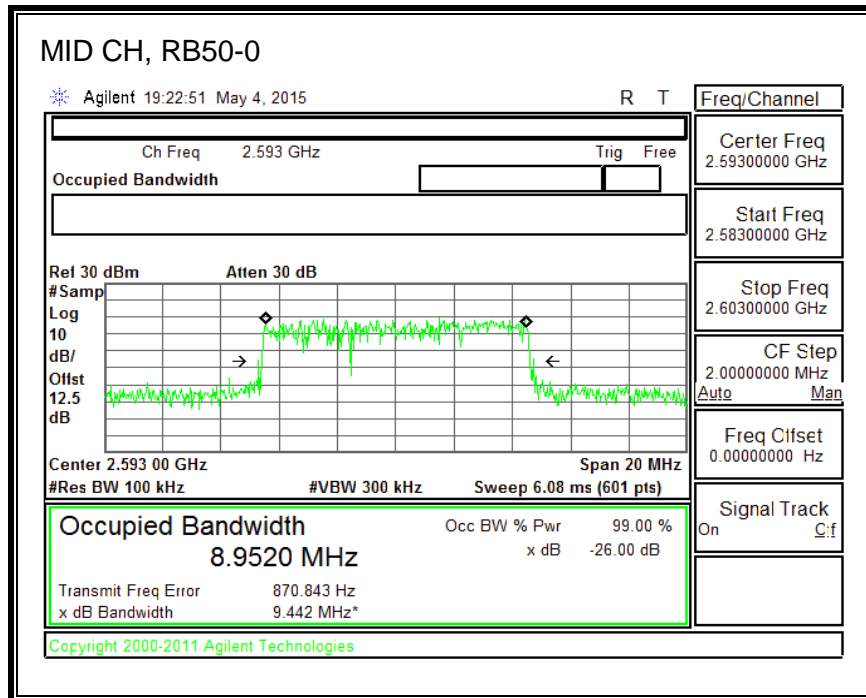 MID CH, RB50-0
Agilent 19:22:51 May 4, 2015 R T
Freq/Channel
Ch Freq 2.593 GHz Trig Free
Occupied Bandwidth
Center Freq
2.59300000 GHz
Start Freq
2.58300000 GHz
Stop Freq
2.60300000 GHz
CF Step
2.00000000 MHz
Auto Man
Freq Offset
0.00000000 Hz
Signal Track
On Off
Ref 30 dBm Atten 30 dB
#Samp
Log
10
dB/
Offst
12.5
dB
Center 2.593 00 GHz Span 20 MHz
#Res BW 100 kHz #VBW 300 kHz Sweep 6.08 ms (601 pts)
Occupied Bandwidth
8.9520 MHz
Occ BW % Pwr 99.00 %
x dB -26.00 dB
Transmit Freq Error 870.843 Hz
x dB Bandwidth 9.442 MHz*
Copyright 2000-2011 Agilent Technologies